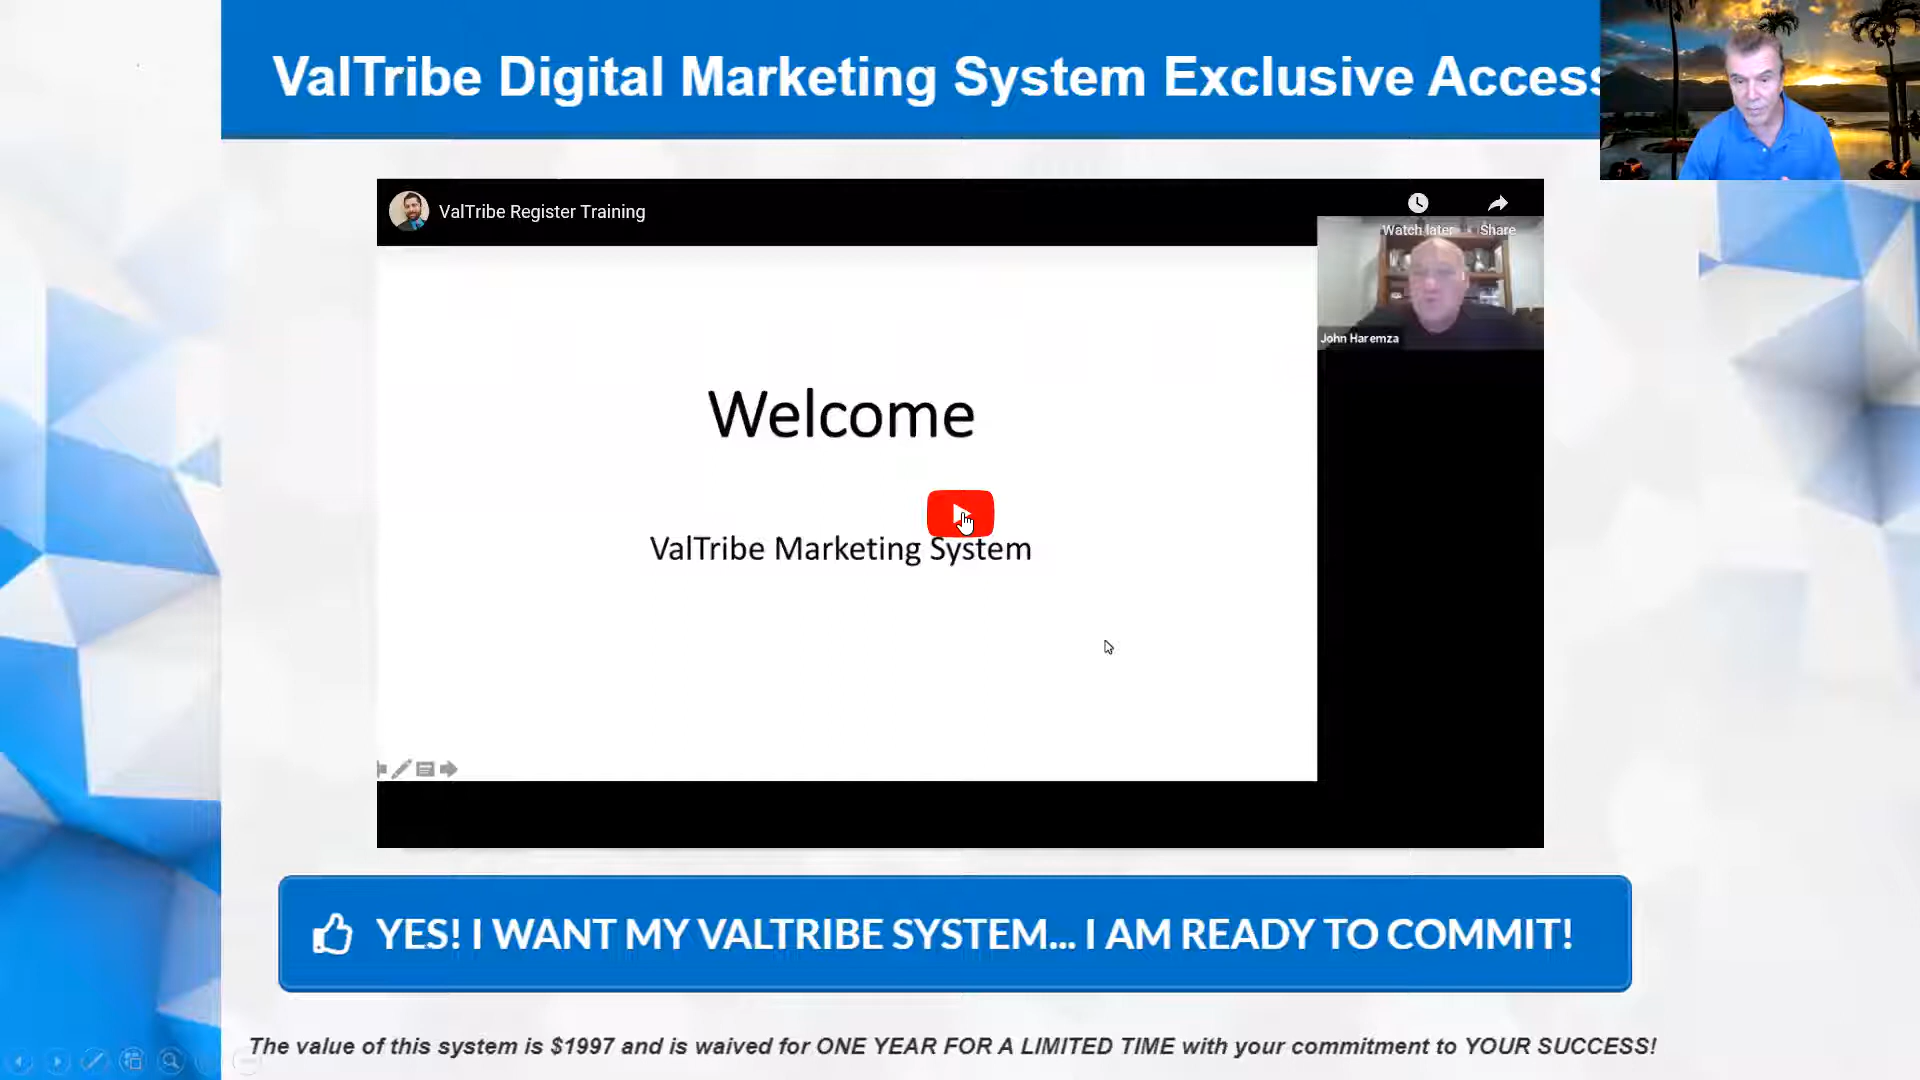 ValTribe Digital Marketing System Exclusive Access
ValTribe Register Training
Watch later
Share
John Haremza
Welcome
ValTribe Marketing System
YES! I WANT MY VALTRIBE SYSTEM... I AM READY TO COMMIT!
The value of this system is $1997 and is waived for ONE YEAR FOR A LIMITED TIME with your commitment to YOUR SUCCESS!